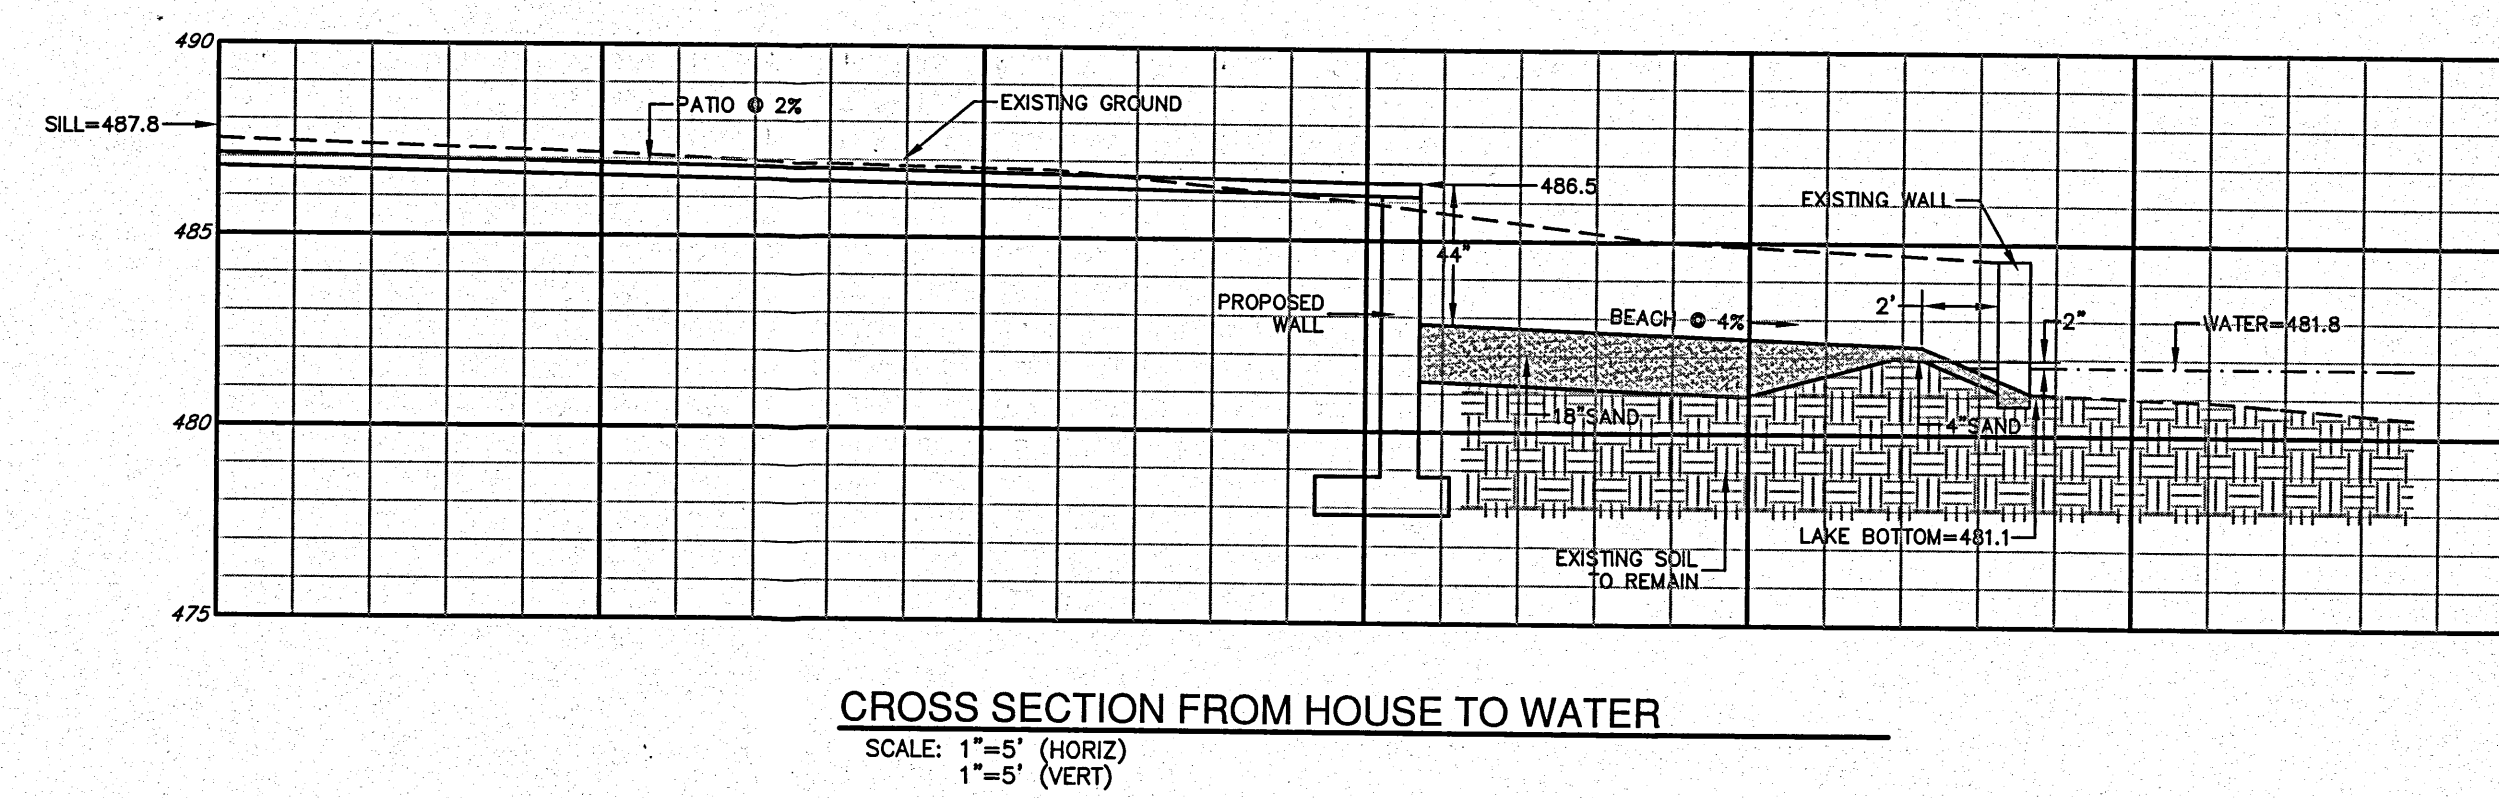 490
SILL=487.8
PATIO @ 2%
EXISTING GROUND
486.5
EXISTING WALL
485
44"
PROPOSED
WALL
BEACH @ 4%
2'
2"
WATER=481.8
480
18"SAND
4"SAND
LAKE BOTTOM=481.1
EXISTING SOIL
TO REMAIN
475
CROSS SECTION FROM HOUSE TO WATER
SCALE: 1"=5' (HORIZ)
1"=5' (VERT)